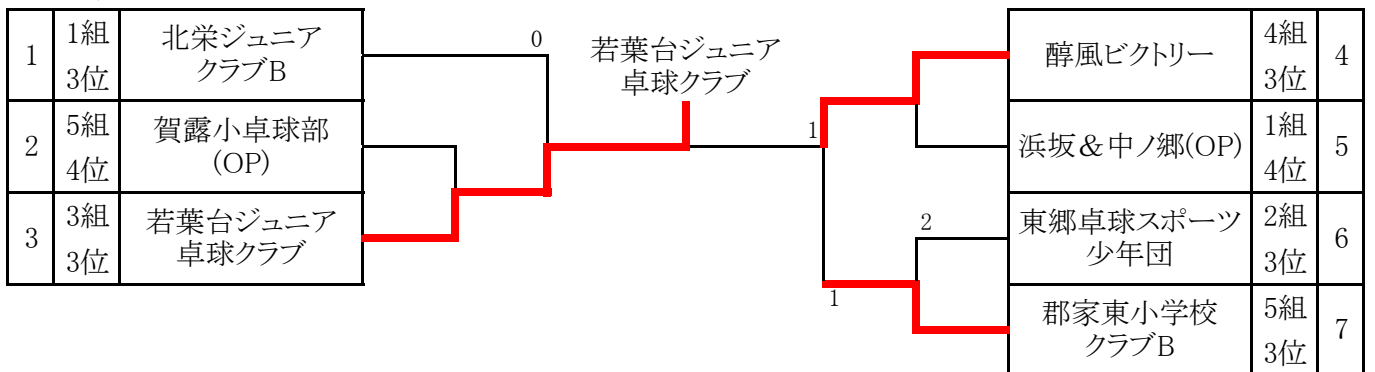 1
1組
3位
北栄ジュニア
クラブB
2
5組
4位
賀露小卓球部
(OP)
3
3組
3位
若葉台ジュニア
卓球クラブ
0
若葉台ジュニア
卓球クラブ
1
2
1
醇風ビクトリー
4組
3位
4
浜坂&中ノ郷(OP)
1組
4位
5
東郷卓球スポーツ
少年団
2組
3位
6
郡家東小学校
クラブB
5組
3位
7